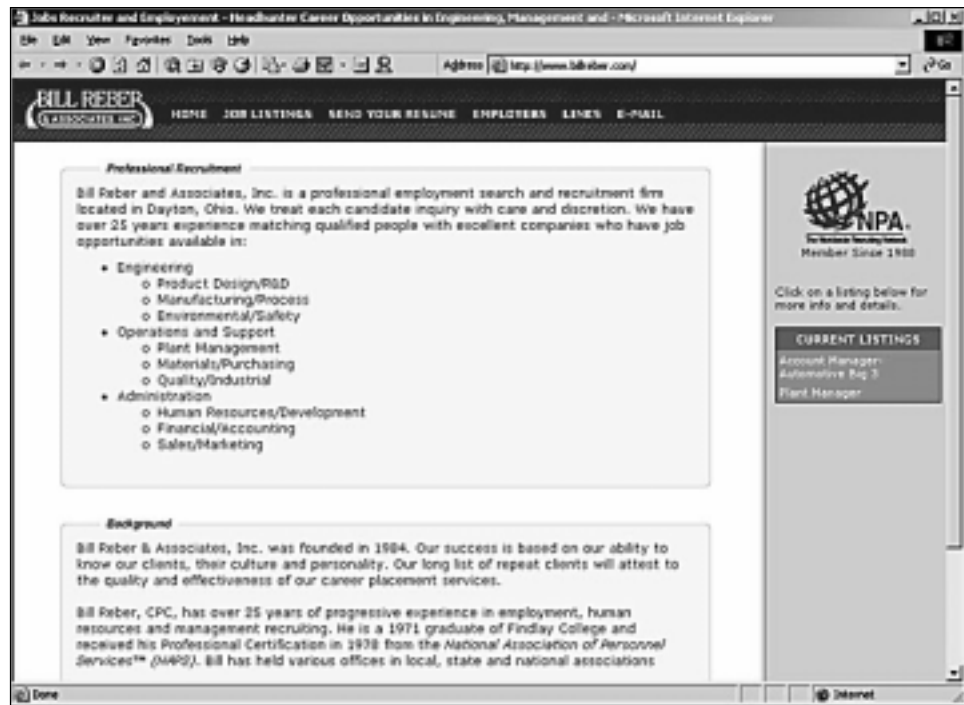 Jobs Recruiter and Employement - Headhunter Career Opportunities in Engineering, Management and - Microsoft Internet Explorer
File Edit View Favorites Tools Help
Address http://www.billreber.com/ Go
BILL REBER
& ASSOCIATES INC.
HOME JOB LISTINGS SEND YOUR RESUME EMPLOYERS LINKS E-MAIL
Professional Recruitment
Bill Reber and Associates, Inc. is a professional employment search and recruitment firm
located in Dayton, Ohio. We treat each candidate inquiry with care and discretion. We have
over 25 years experience matching qualified people with excellent companies who have job
opportunities available in:
• Engineering
o Product Design/R&D
o Manufacturing/Process
o Environmental/Safety
• Operations and Support
o Plant Management
o Materials/Purchasing
o Quality/Industrial
• Administration
o Human Resources/Development
o Financial/Accounting
o Sales/Marketing
Background
Bill Reber & Associates, Inc. was founded in 1984. Our success is based on our ability to
know our clients, their culture and personality. Our long list of repeat clients will attest to
the quality and effectiveness of our career placement services.
Bill Reber, CPC, has over 25 years of progressive experience in employment, human
resources and management recruiting. He is a 1971 graduate of Findlay College and
received his Professional Certification in 1978 from the National Association of Personnel
Services™ (NAPS). Bill has held various offices in local, state and national associations
NPA.
The Worldwide Recruiting Network
Member Since 1988
Click on a listing below for
more info and details.
CURRENT LISTINGS
Account Manager-
Automotive Big 3
Plant Manager
Done
Internet